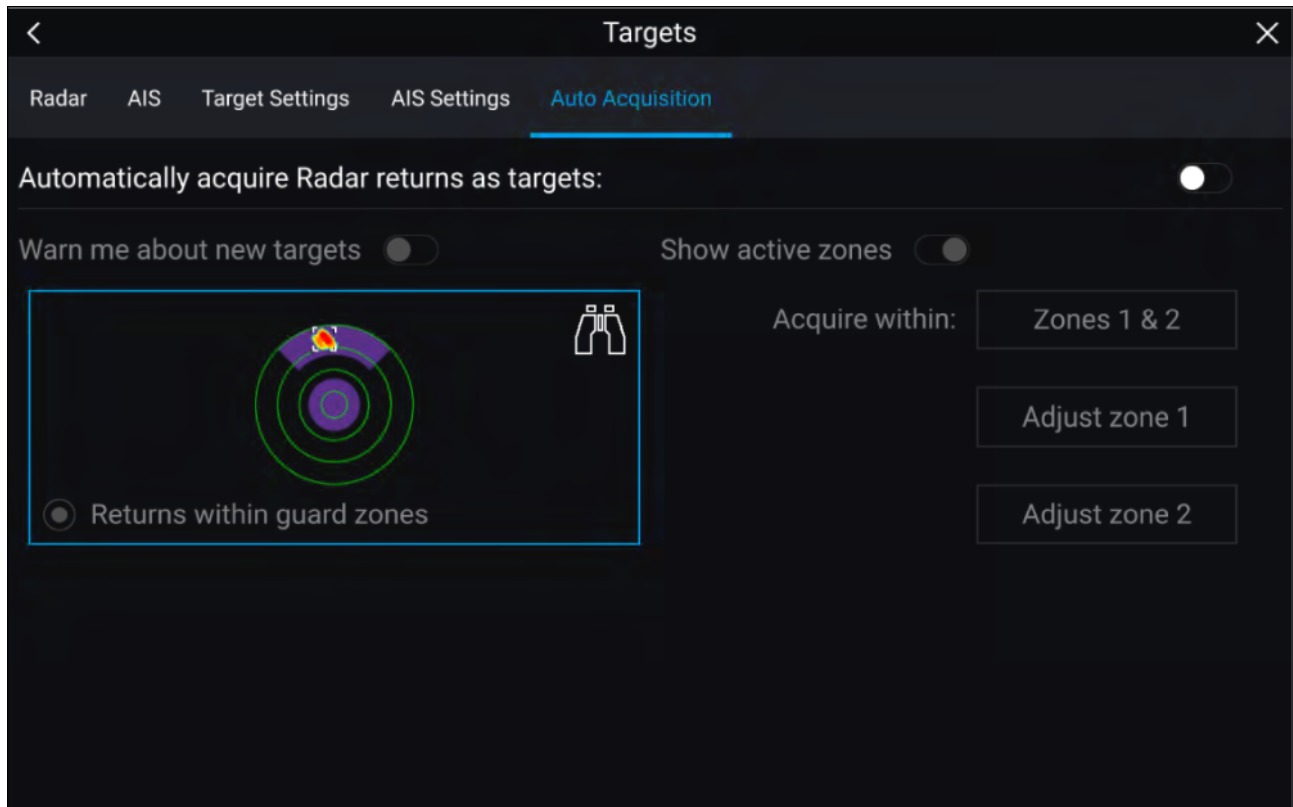 Targets
Radar AIS Target Settings AIS Settings Auto Acquisition
Automatically acquire Radar returns as targets:
Warn me about new targets Show active zones
Acquire within: Zones 1 & 2
Adjust zone 1
Returns within guard zones Adjust zone 2